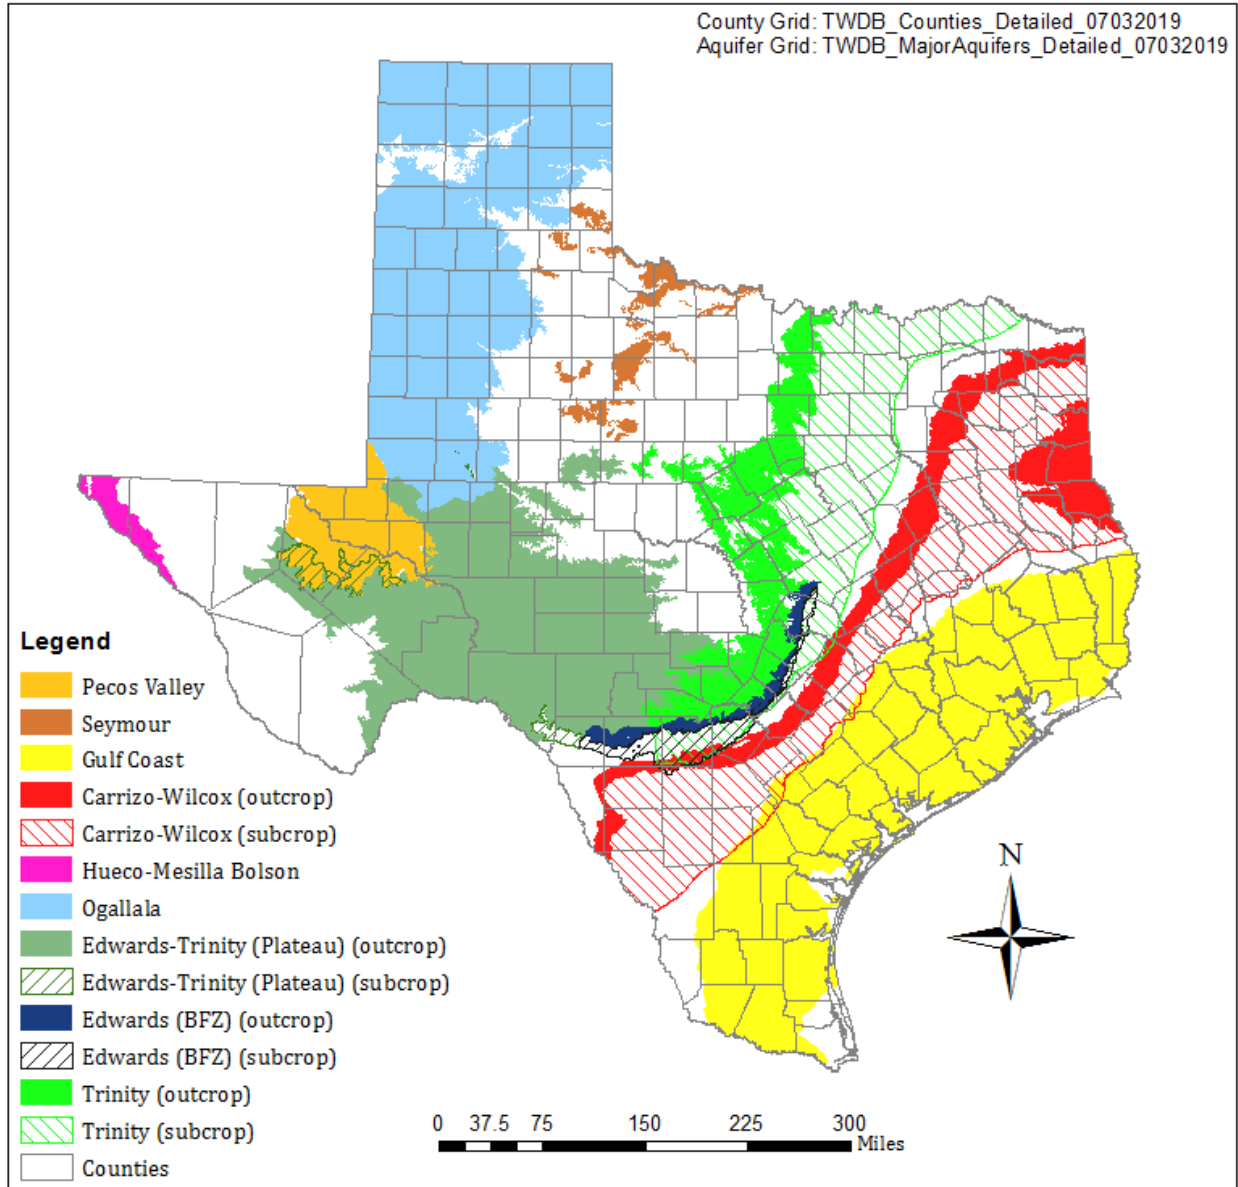 County Grid: TWDB_Counties_Detailed_07032019
Aquifer Grid: TWDB_MajorAquifers_Detailed_07032019
Legend
Pecos Valley
Seymour
Gulf Coast
Carrizo-Wilcox (outcrop)
Carrizo-Wilcox (subcrop)
Hueco-Mesilla Bolson
Ogallala
Edwards-Trinity (Plateau) (outcrop)
Edwards-Trinity (Plateau) (subcrop)
Edwards (BFZ) (outcrop)
Edwards (BFZ) (subcrop)
Trinity (outcrop)
Trinity (subcrop)
Counties
N
0 37.5 75 150 225 300
Miles